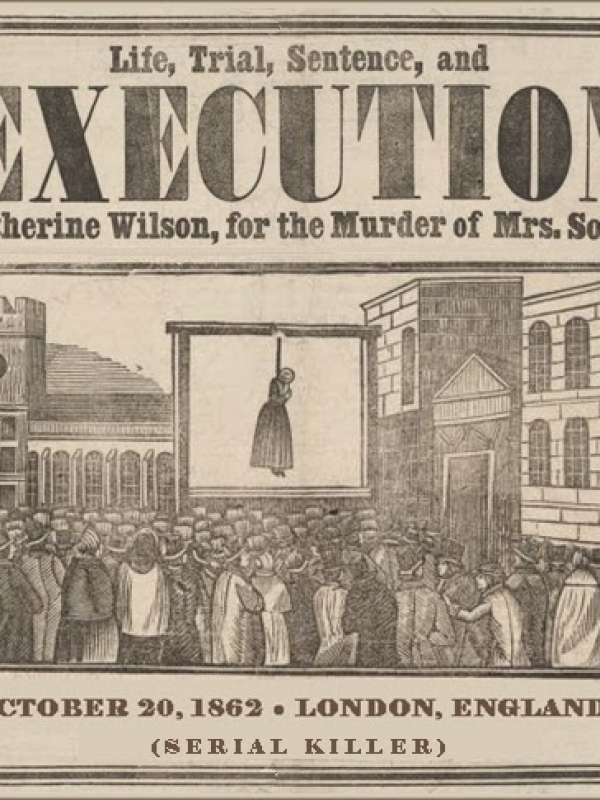 Life, Trial, Sentence, and
EXECUTION
herine Wilson, for the Murder of Mrs. So
CTOBER 20, 1862 • LONDON, ENGLAND
(SERIAL KILLER)